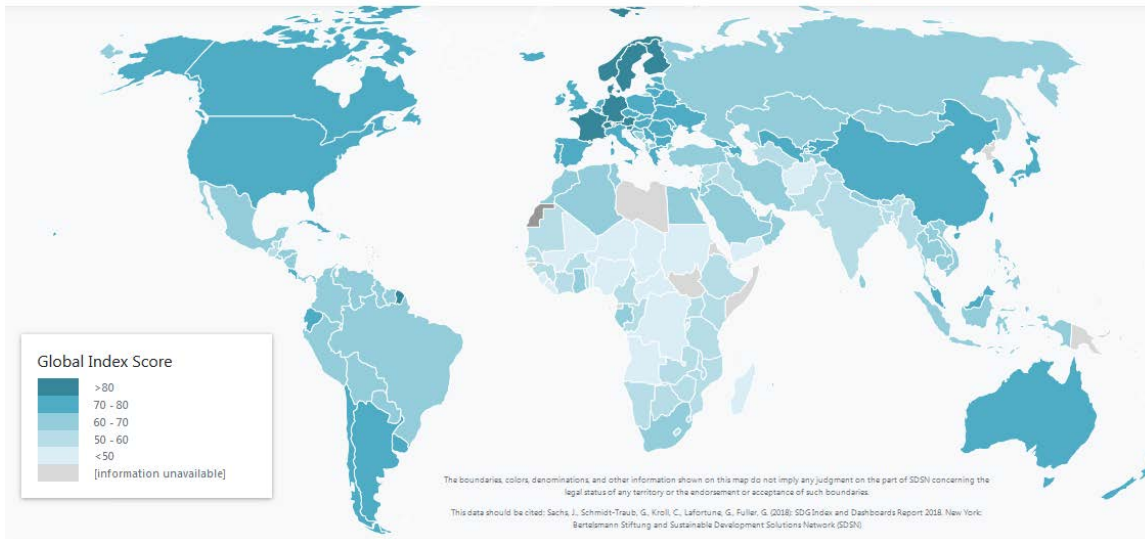 Global Index Score
>80
70 - 80
60 - 70
50 - 60
<50
[information unavailable]
The boundaries, colors, denominations, and other information shown on this map do not imply any judgment on the part of SDSN concerning the
legal status of any territory or the endorsement or acceptance of such boundaries.
This data should be cited: Sachs, J., Schmidt-Traub, G., Kroll, C., Lafortune, G., Fuller, G. (2018): SDG Index and Dashboards Report 2018. New York:
Bertelsmann Stiftung and Sustainable Development Solutions Network (SDSN)